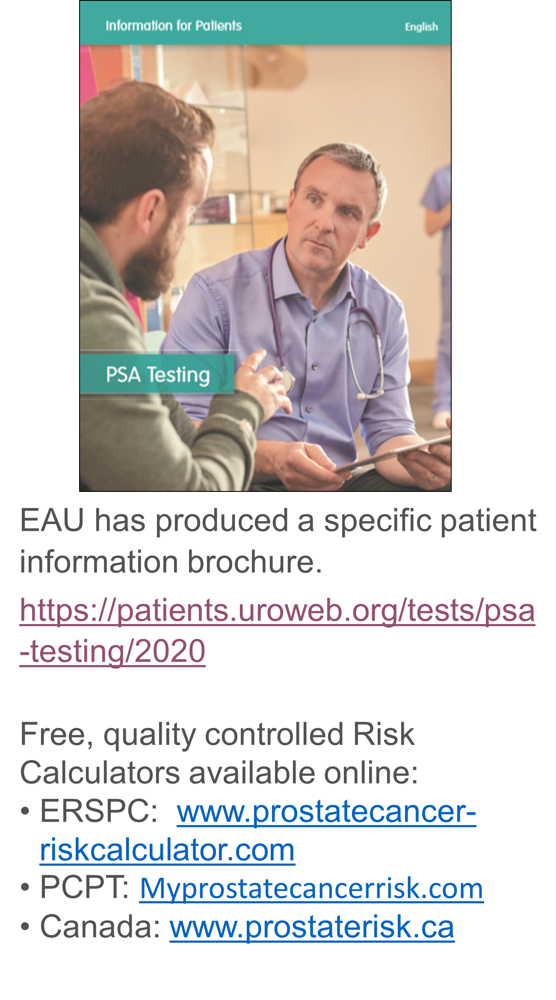 Information for Patients English
PSA Testing
EAU has produced a specific patient
information brochure.
https://patients.uroweb.org/tests/psa
-testing/2020
Free, quality controlled Risk
Calculators available online:
• ERSPC:  www.prostatecancer-
riskcalculator.com
• PCPT: Myprostatecancerrisk.com
• Canada: www.prostaterisk.ca